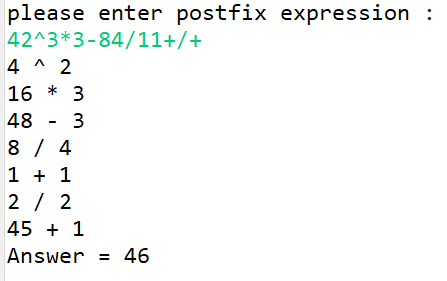 please enter postfix expression :
42^3*3-84/11+/+
4 ^ 2
16 * 3
48 - 3
8 / 4
1 + 1
2 / 2
45 + 1
Answer = 46